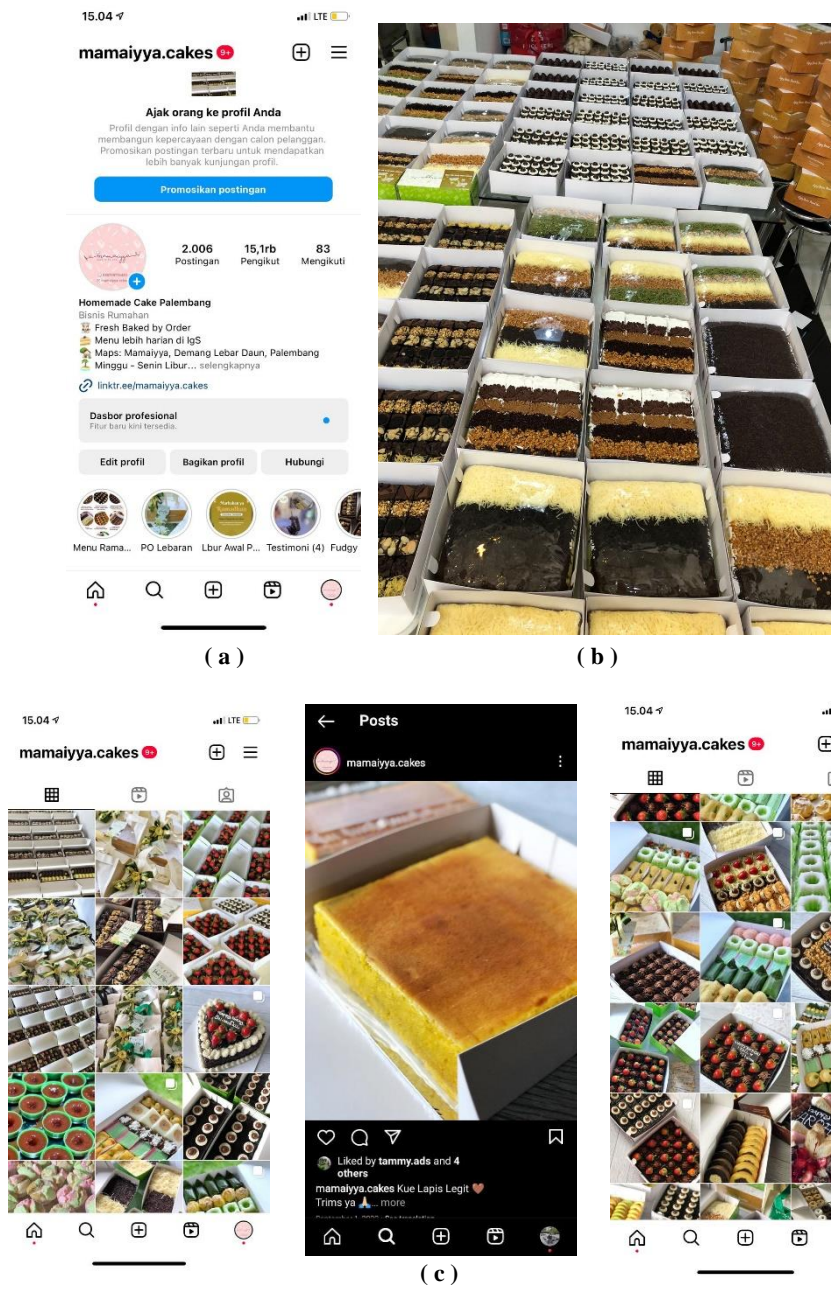 15.04
LTE
mamaiyya.cakes 9+
Ajak orang ke profil Anda
Profil dengan info lain seperti Anda membantu
membangun kepercayaan dengan calon pelanggan.
Promosikan postingan terbaru untuk mendapatkan
lebih banyak kunjungan profil.
Promosikan postingan
2.006 15,1rb 83
Postingan Pengikut Mengikuti
Homemade Cake Palembang
Bisnis Rumahan
Fresh Baked by Order
Menu lebih harian di IgS
Maps: Mamaiyya, Demang Lebar Daun, Palembang
Minggu - Senin Libur... selengkapnya
linktr.ee/mamaiyya.cakes
Dasbor profesional
Fitur baru kini tersedia.
Edit profil Bagikan profil Hubungi
Menu Rama... PO Lebaran Lbur Awal P... Testimoni (4) Fudgy
( a )
( b )
15.04
LTE
mamaiyya.cakes 9+
Posts
mamaiyya.cakes
Liked by tammy.ads and 4
others
mamaiyya.cakes Kue Lapis Legit
Trims ya ... more
15.04
mamaiyya.cakes 9+
( c )